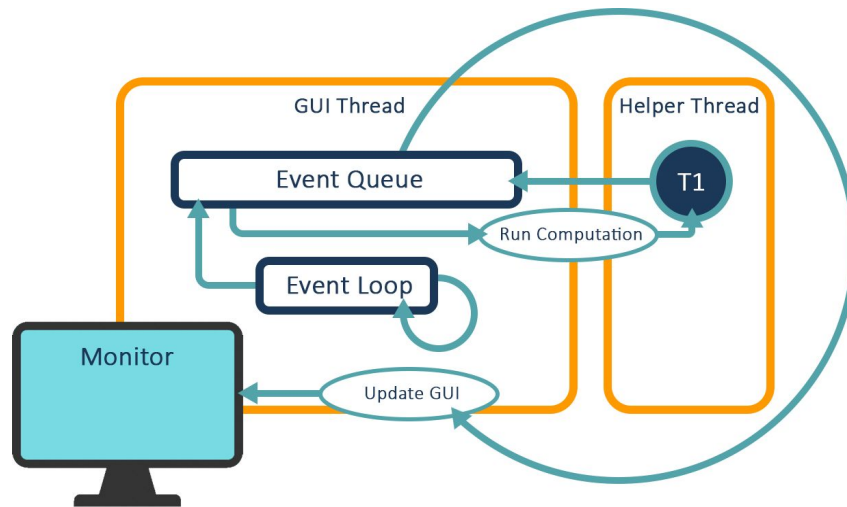 GUI Thread
Helper Thread
Event Queue
T1
Run Computation
Event Loop
Monitor
Update GUI